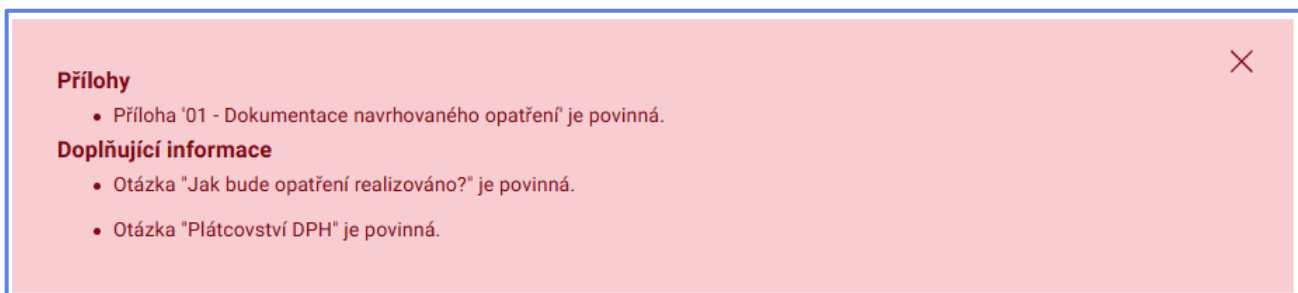 Přílohy
• Příloha '01 - Dokumentace navrhovaného opatření' je povinná.
Doplňující informace
• Otázka "Jak bude opatření realizováno?" je povinná.
• Otázka "Plátcovství DPH" je povinná.